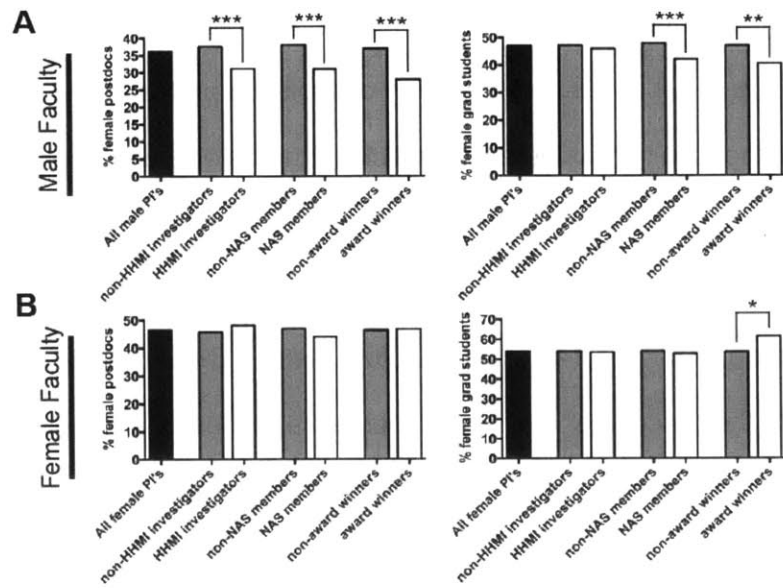 A
Male Faculty
% female postdocs
40
35
30
25
20
15
10
5
0
***
***
***
All male PI's
non-HHMI investigators
HHMI investigators
non-NAS members
NAS members
non-award winners
award winners
% female grad students
60
50
40
30
20
10
0
***
**
All male PI's
non-HHMI investigators
HHMI investigators
non-NAS members
NAS members
non-award winners
award winners
B
Female Faculty
% female postdocs
50
40
30
20
10
0
All female PI's
non-HHMI investigators
HHMI investigators
non-NAS members
NAS members
non-award winners
award winners
% female grad students
70
60
50
40
30
20
10
0
*
All female PI's
non-HHMI investigators
HHMI investigators
non-NAS members
NAS members
non-award winners
award winners